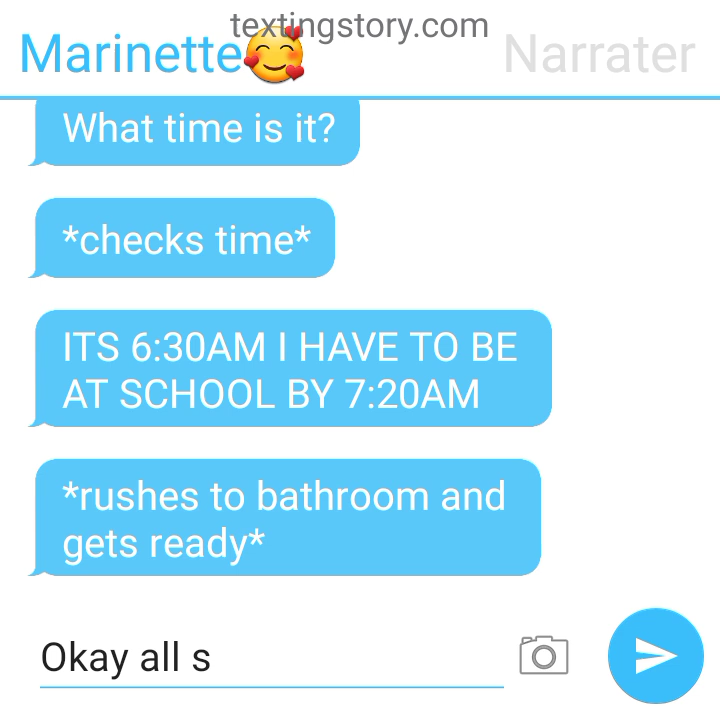 textingstory.com
Marinette🥰 Narrater
What time is it?
*checks time*
ITS 6:30AM I HAVE TO BE
AT SCHOOL BY 7:20AM
*rushes to bathroom and
gets ready*
Okay all s